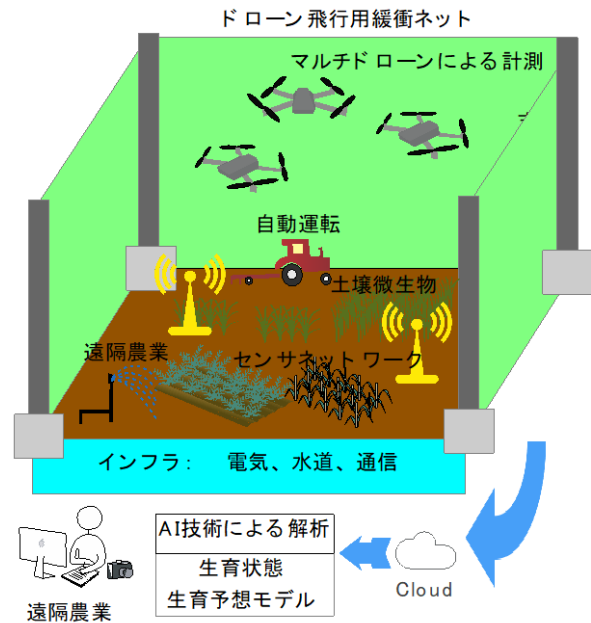 ドローン飛行用緩衝ネット
マルチドローンによる計測
自動運転
土壌微生物
遠隔農業
センサネットワーク
インフラ： 電気、水道、通信
AI技術による解析
生育状態
生育予想モデル
Cloud
遠隔農業